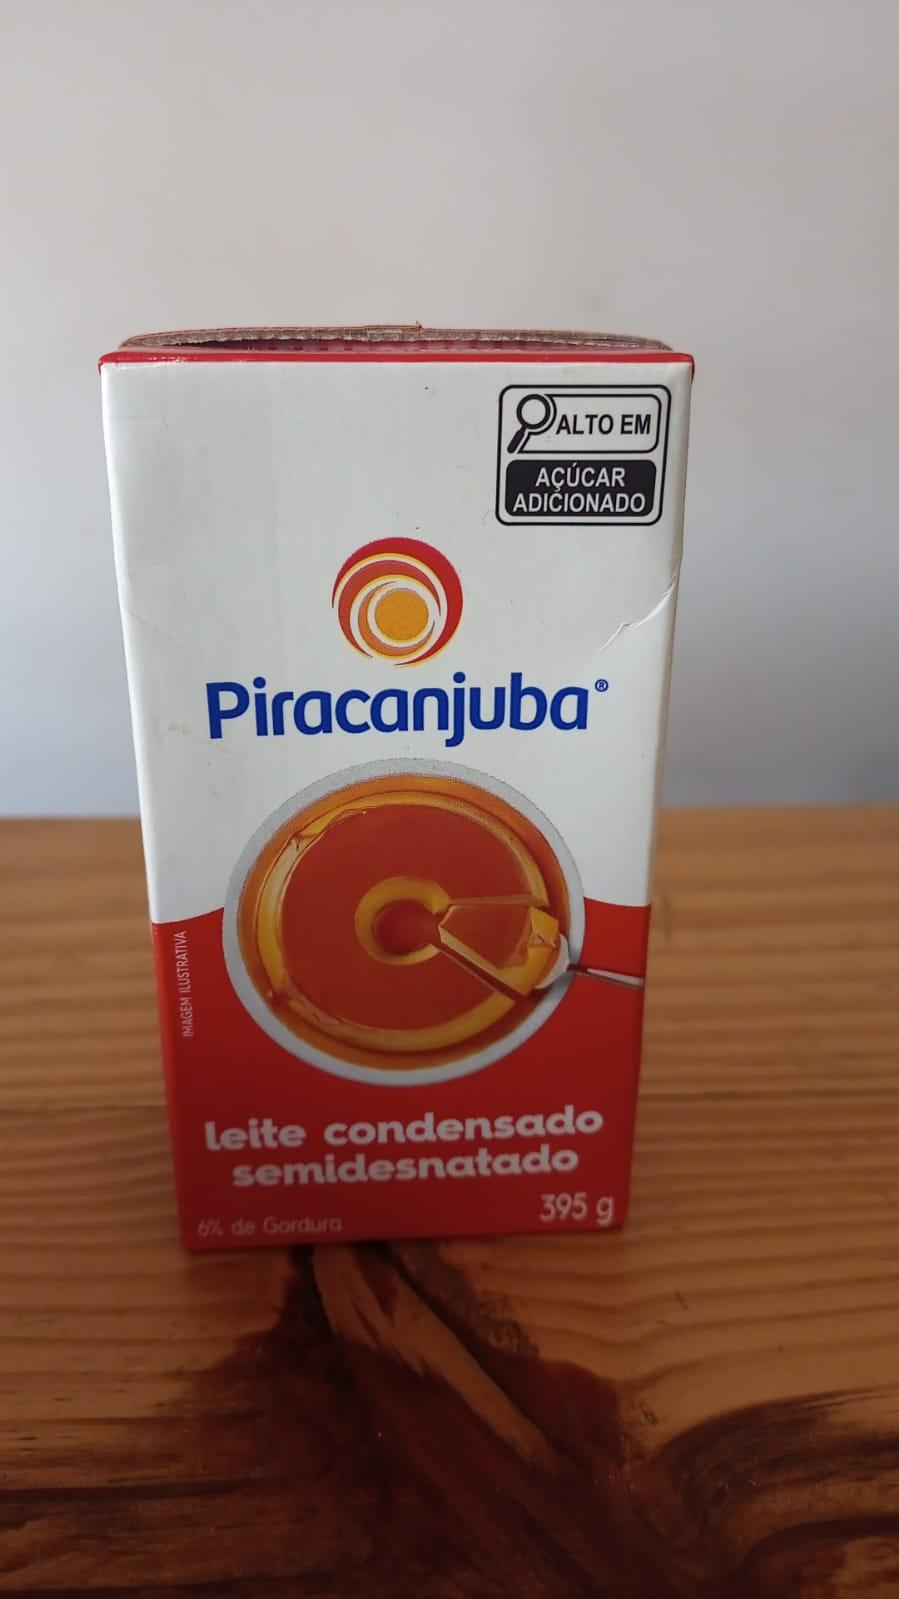 ALTO EM
AÇÚCAR
ADICIONADO
Piracanjuba®
IMAGEM ILUSTRATIVA
leite condensado
semidesnatado
395 g
6% de Gordura